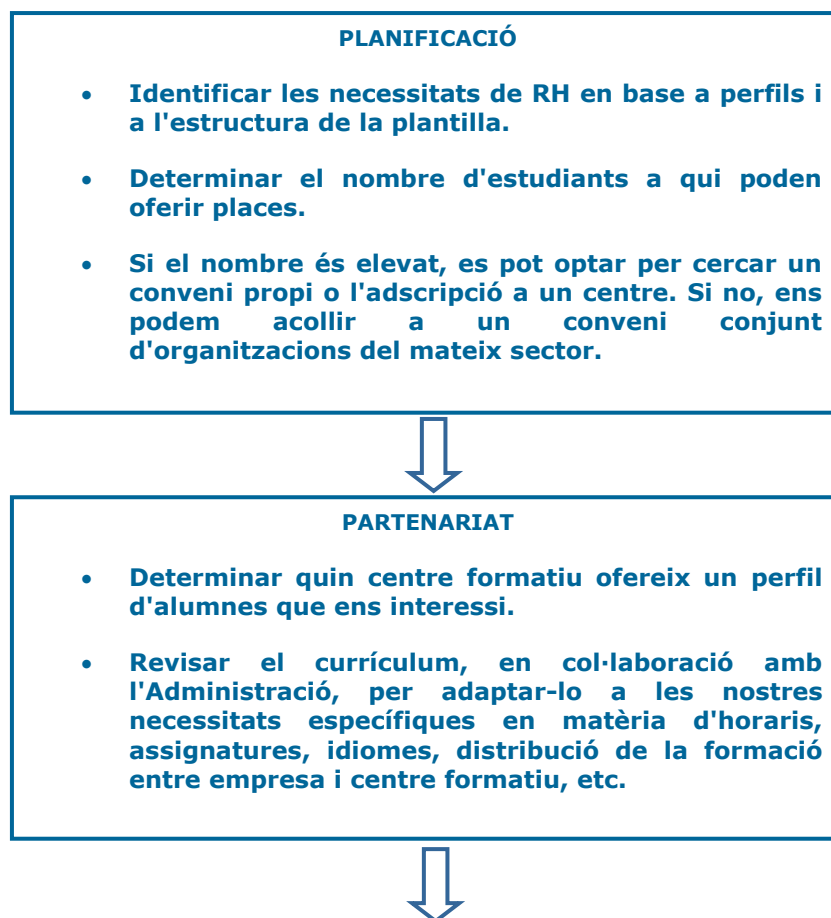 PLANIFICACIÓ
• Identificar les necessitats de RH en base a perfils i
a l'estructura de la plantilla.
• Determinar el nombre d'estudiants a qui poden
oferir places.
• Si el nombre és elevat, es pot optar per cercar un
conveni propi o l'adscripció a un centre. Si no, ens
podem acollir a un conveni conjunt
d'organitzacions del mateix sector.
PARTENARIAT
• Determinar quin centre formatiu ofereix un perfil
d'alumnes que ens interessi.
• Revisar el currículum, en col·laboració amb
l'Administració, per adaptar-lo a les nostres
necessitats específiques en matèria d'horaris,
assignatures, idiomes, distribució de la formació
entre empresa i centre formatiu, etc.